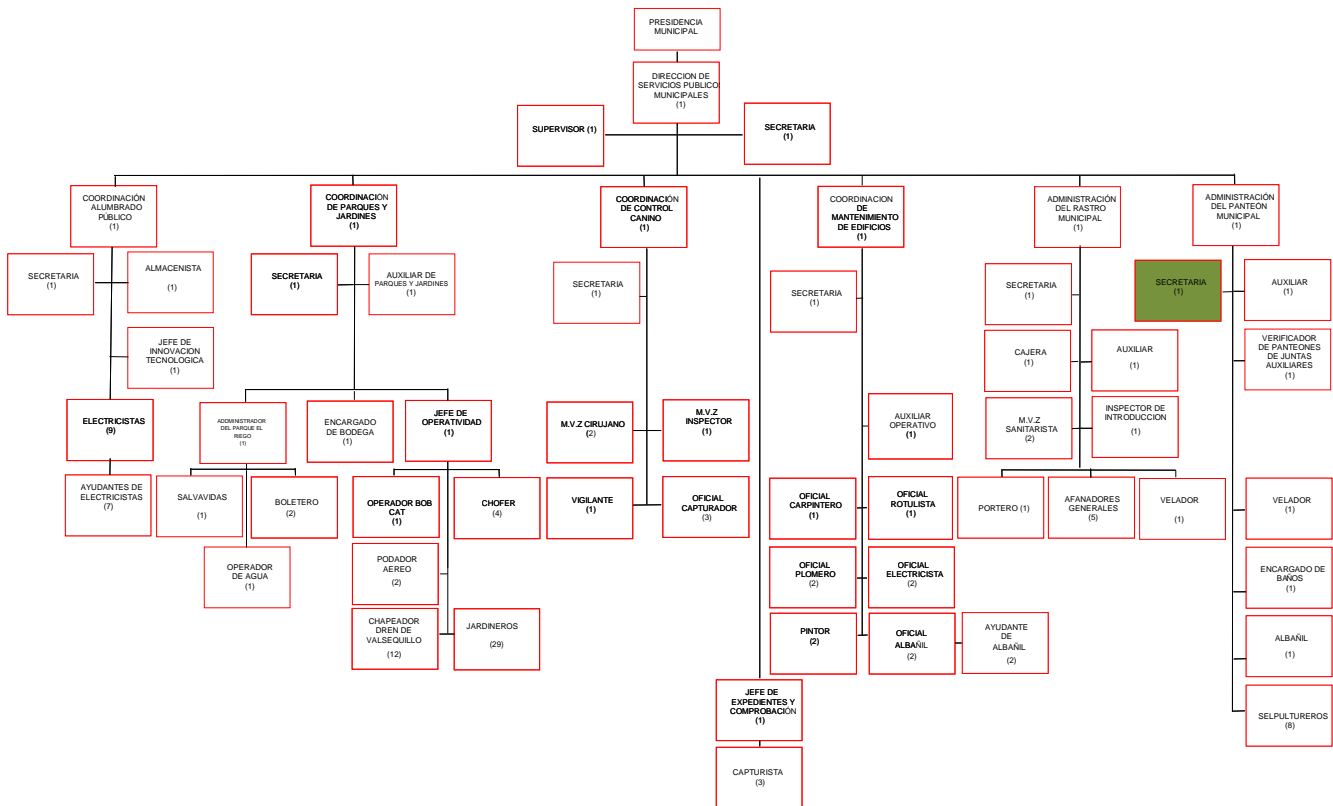 PRESIDENCIA
MUNICIPAL
DIRECCION DE
SERVICIOS PUBLICO
MUNICIPALES
(1)
SUPERVISOR (1)
SECRETARIA
(1)
COORDINACIÓN
ALUMBRADO
PÚBLICO
(1)
COORDINACIÓN
DE PARQUES Y
JARDINES
(1)
COORDINACIÓN
DE CONTROL
CANINO
(1)
COORDINACION
DE
MANTENIMIENTO
DE EDIFICIOS
(1)
ADMINISTRACIÓN
DEL RASTRO
MUNICIPAL
(1)
ADMINISTRACIÓN
DEL PANTEÓN
MUNICIPAL
(1)
SECRETARIA
(1)
ALMACENISTA
(1)
JEFE DE
INNOVACION
TECNOLOGICA
(1)
ELECTRICISTAS
(9)
AYUDANTES DE
ELECTRICISTAS
(7)
SECRETARIA
(1)
AUXILIAR DE
PARQUES Y JARDINES
(1)
ADDMINISTRADOR
DEL PARQUE EL
RIEGO
(1)
ENCARGADO
DE BODEGA
(1)
JEFE DE
OPERATIVIDAD
(1)
SALVAVIDAS
(1)
BOLETERO
(2)
OPERADOR
DE AGUA
(1)
OPERADOR BOB
CAT
(1)
CHOFER
(4)
PODADOR
AEREO
(2)
CHAPEADOR
DREN DE
VALSEQUILLO
(12)
JARDINEROS
(29)
SECRETARIA
(1)
M.V.Z CIRUJANO
(2)
M.V.Z
INSPECTOR
(1)
VIGILANTE
(1)
OFICIAL
CAPTURADOR
(3)
JEFE DE
EXPEDIENTES Y
COMPROBACIÓN
(1)
CAPTURISTA
(3)
SECRETARIA
(1)
AUXILIAR
OPERATIVO
(1)
OFICIAL
CARPINTERO
(1)
OFICIAL
ROTULISTA
(1)
OFICIAL
PLOMERO
(2)
OFICIAL
ELECTRICISTA
(2)
PINTOR
(2)
OFICIAL
ALBAÑIL
(2)
AYUDANTE
DE
ALBAÑIL
(2)
SECRETARIA
(1)
CAJERA
(1)
AUXILIAR
(1)
M.V.Z
SANITARISTA
(2)
INSPECTOR DE
INTRODUCCION
(1)
PORTERO (1)
AFANADORES
GENERALES
(5)
VELADOR
(1)
SECRETARIA
(1)
AUXILIAR
(1)
VERIFICADOR
DE PANTEONES
DE JUNTAS
AUXILIARES
(1)
VELADOR
(1)
ENCARGADO DE
BAÑOS
(1)
ALBAÑIL
(1)
SELPULTUREROS
(8)